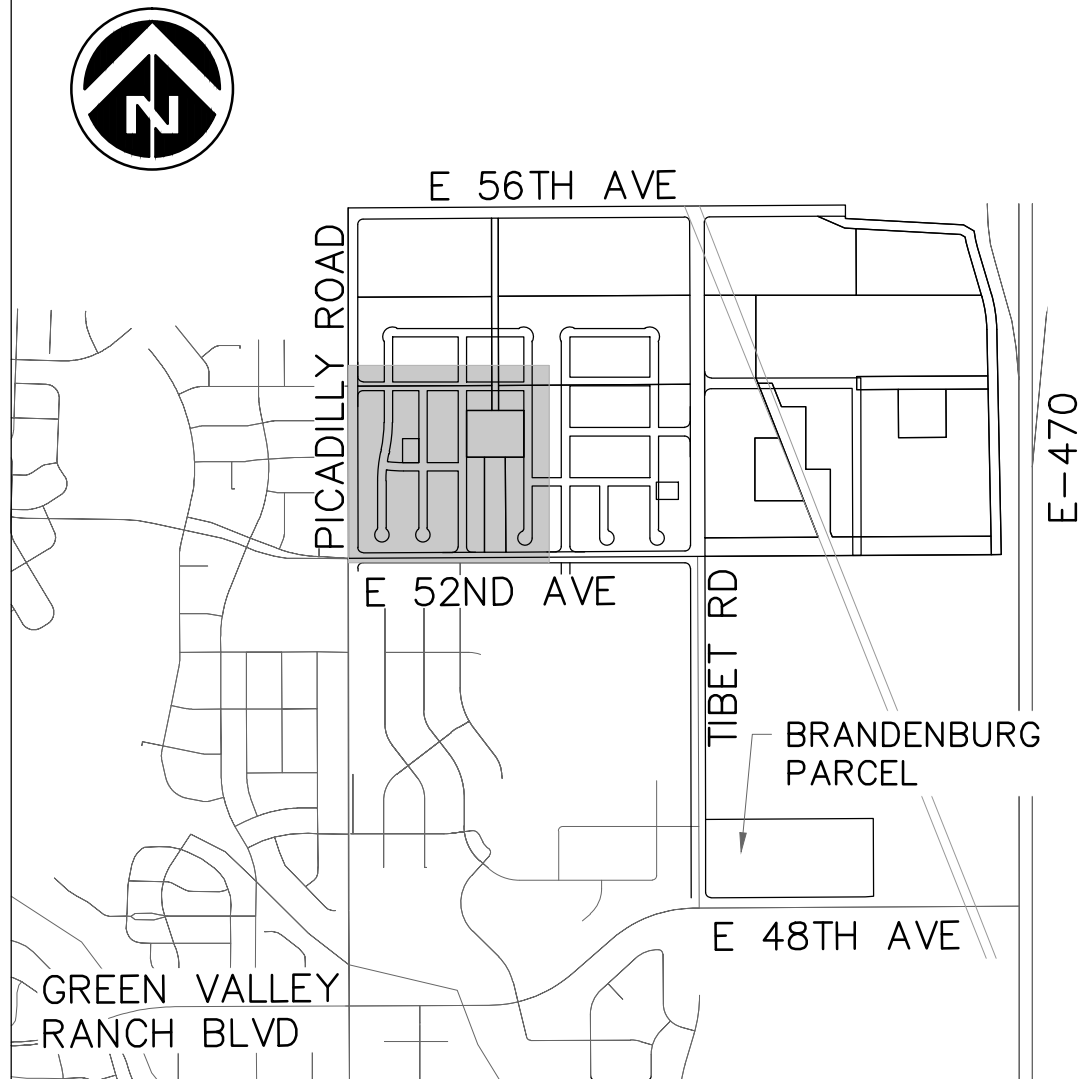 N
E 56TH AVE
PICADILLY ROAD
E-470
E 52ND AVE
TIBET RD
BRANDENBURG
PARCEL
E 48TH AVE
GREEN VALLEY
RANCH BLVD